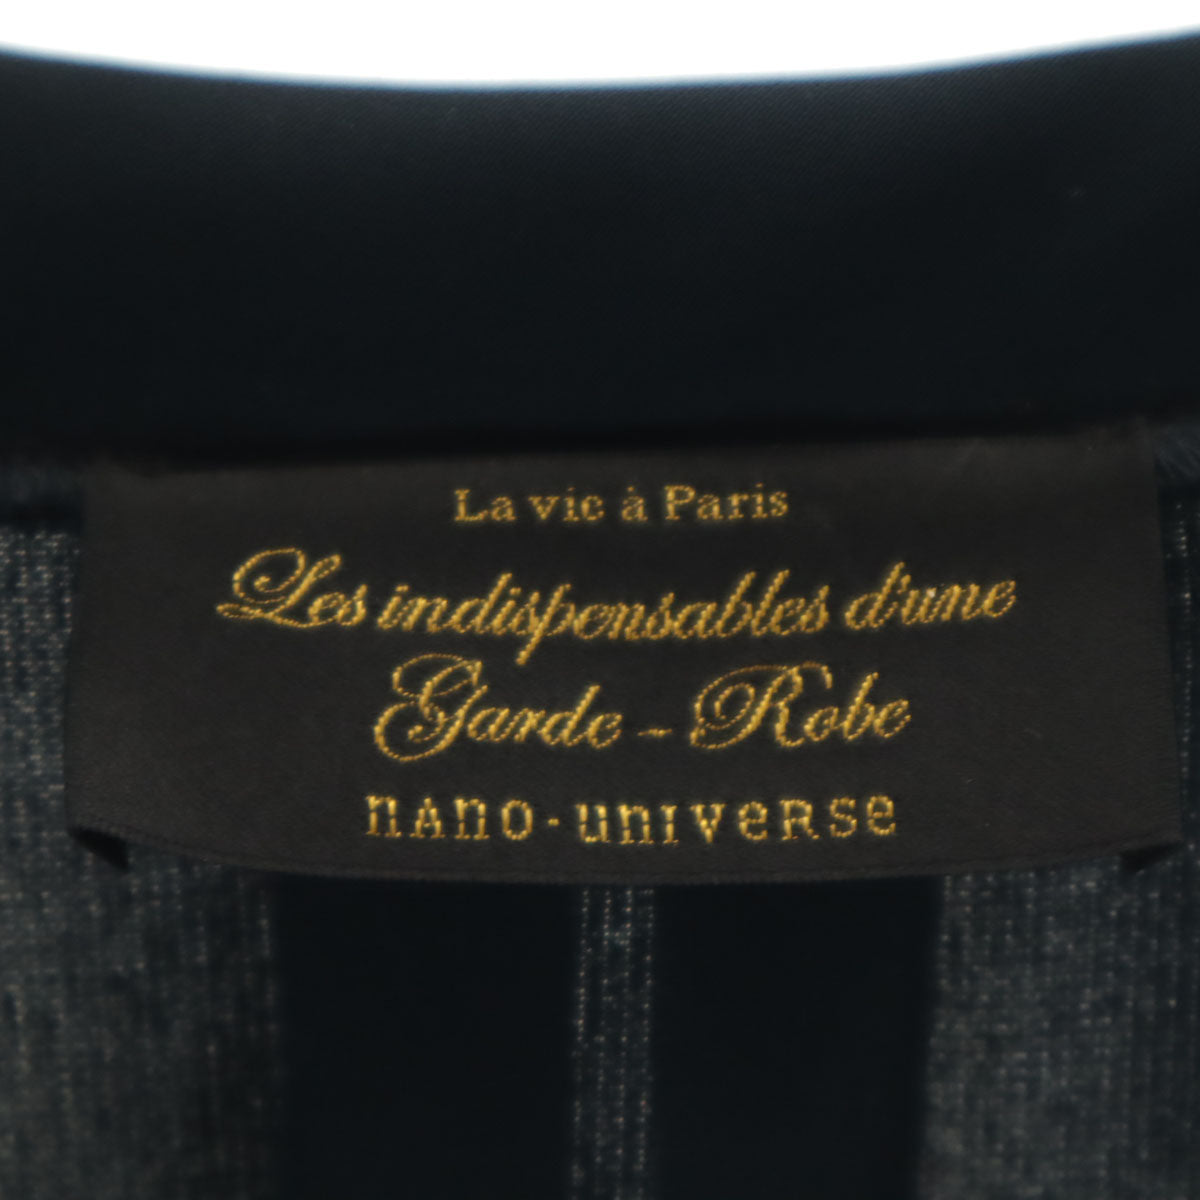 La vie à Paris
Les indispensables d'une
Garde - Robe
nAno·universe